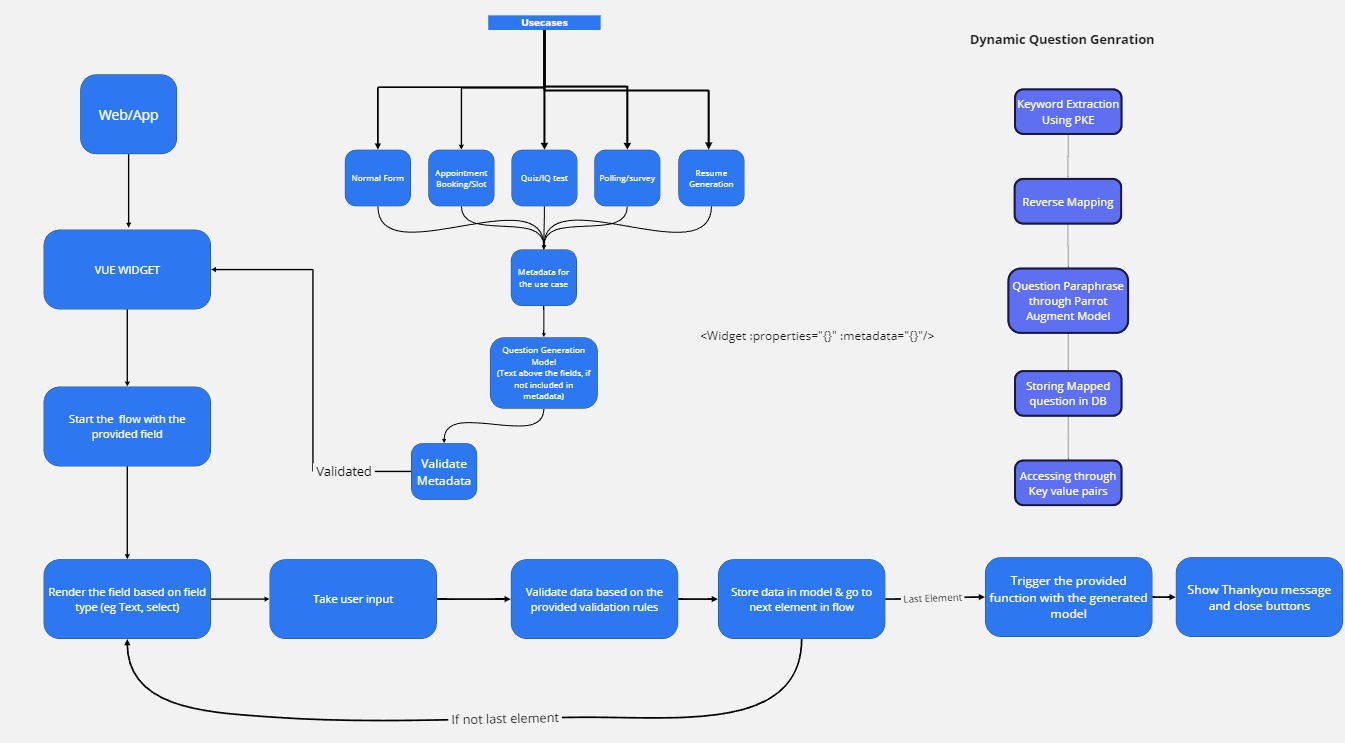 Usecases
Dynamic Question Genration
Web/App
Keyword Extraction
Using PKE
Normal Form
Appointment
Booking/Slot
Quiz/IQ test
Polling/survey
Resume
Generation
Reverse Mapping
VUE WIDGET
Metadata for
the use case
Question Paraphrase
through Parrot
Augment Model
<Widget :properties="{}" :metadata="{}"/>
Question Generation
Model
(Text above the fields, if
not included in
metadata)
Storing Mapped
question in DB
Start the flow with the
provided field
Validated
Validate
Metadata
Accessing through
Key value pairs
Render the field based on field
type (eg Text, select)
Take user input
Validate data based on the
provided validation rules
Store data in model & go to
next element in flow
Last Element
Trigger the provided
function with the generated
model
Show Thankyou message
and close buttons
If not last element